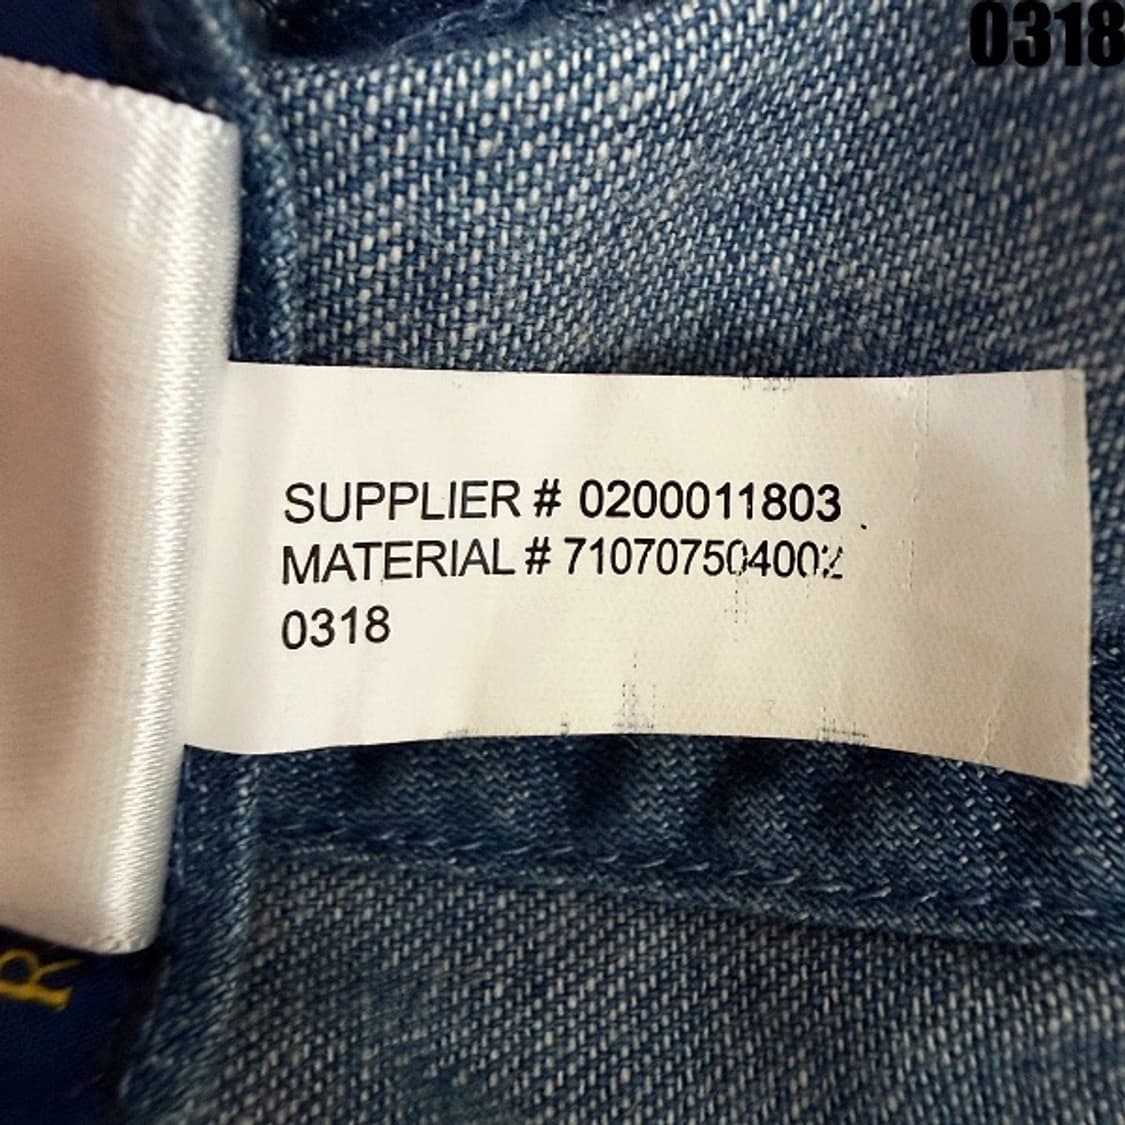 0318
SUPPLIER # 0200011803
MATERIAL # 710707504002
0318
R